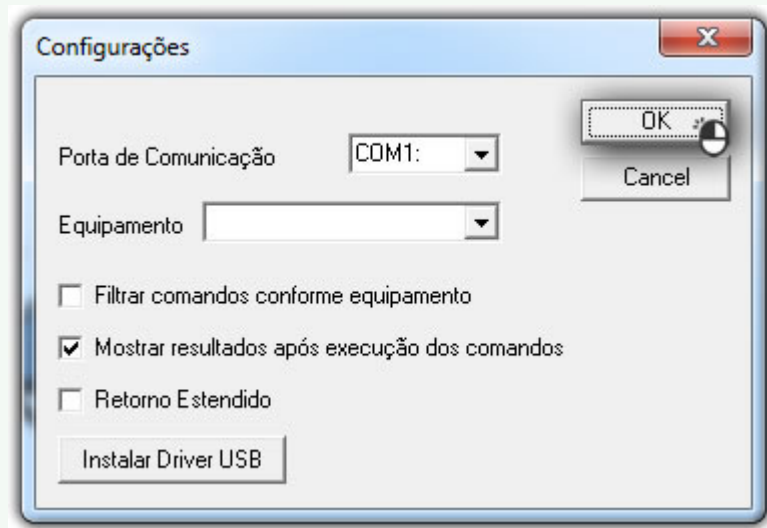 Configurações
OK
Porta de Comunicação COM1:
Cancel
Equipamento
Filtrar comandos conforme equipamento
Mostrar resultados após execução dos comandos
Retorno Estendido
Instalar Driver USB